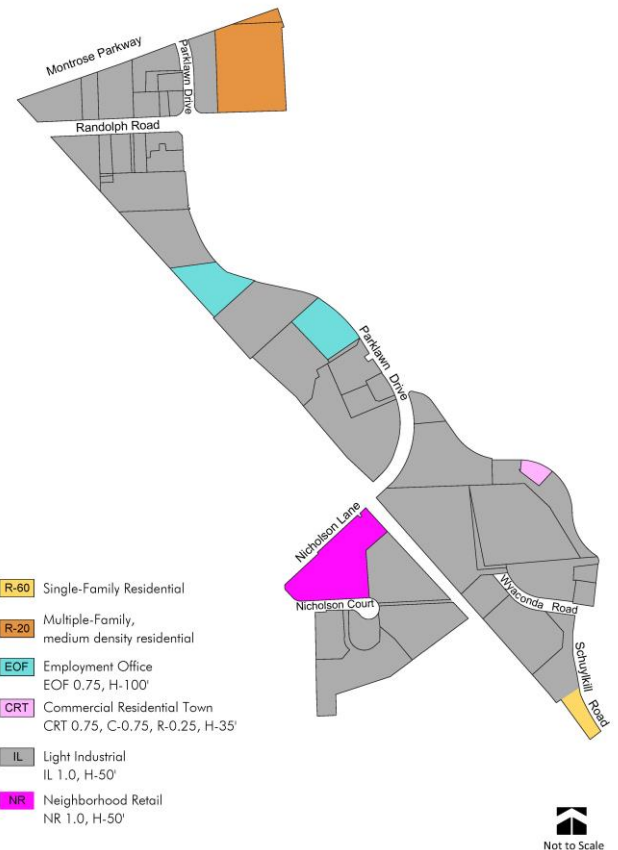 Montrose Parkway
Parklawn Drive
Randolph Road
Parklawn Drive
Nicholson Lane
Nicholson Court
Wyaconda Road
Schuylkill Road
R-60 Single-Family Residential
R-20 Multiple-Family,
medium density residential
EOF Employment Office
EOF 0.75, H-100'
CRT Commercial Residential Town
CRT 0.75, C-0.75, R-0.25, H-35'
IL Light Industrial
IL 1.0, H-50'
NR Neighborhood Retail
NR 1.0, H-50'
Not to Scale